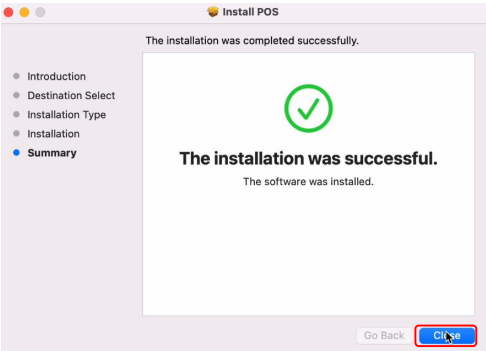 Install POS
The installation was completed successfully.
Introduction
Destination Select
Installation Type
Installation
Summary
The installation was successful.
The software was installed.
Go Back
Close